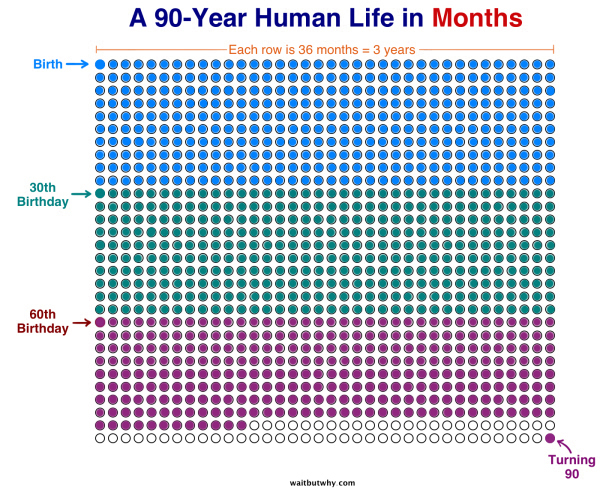 A 90-Year Human Life in Months
Each row is 36 months = 3 years
Birth
30th
Birthday
60th
Birthday
Turning
90
waitbutwhy.com